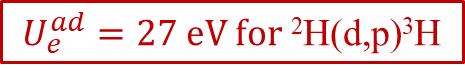 U_e^{ad} = 27 eV for ²H(d,p)³H